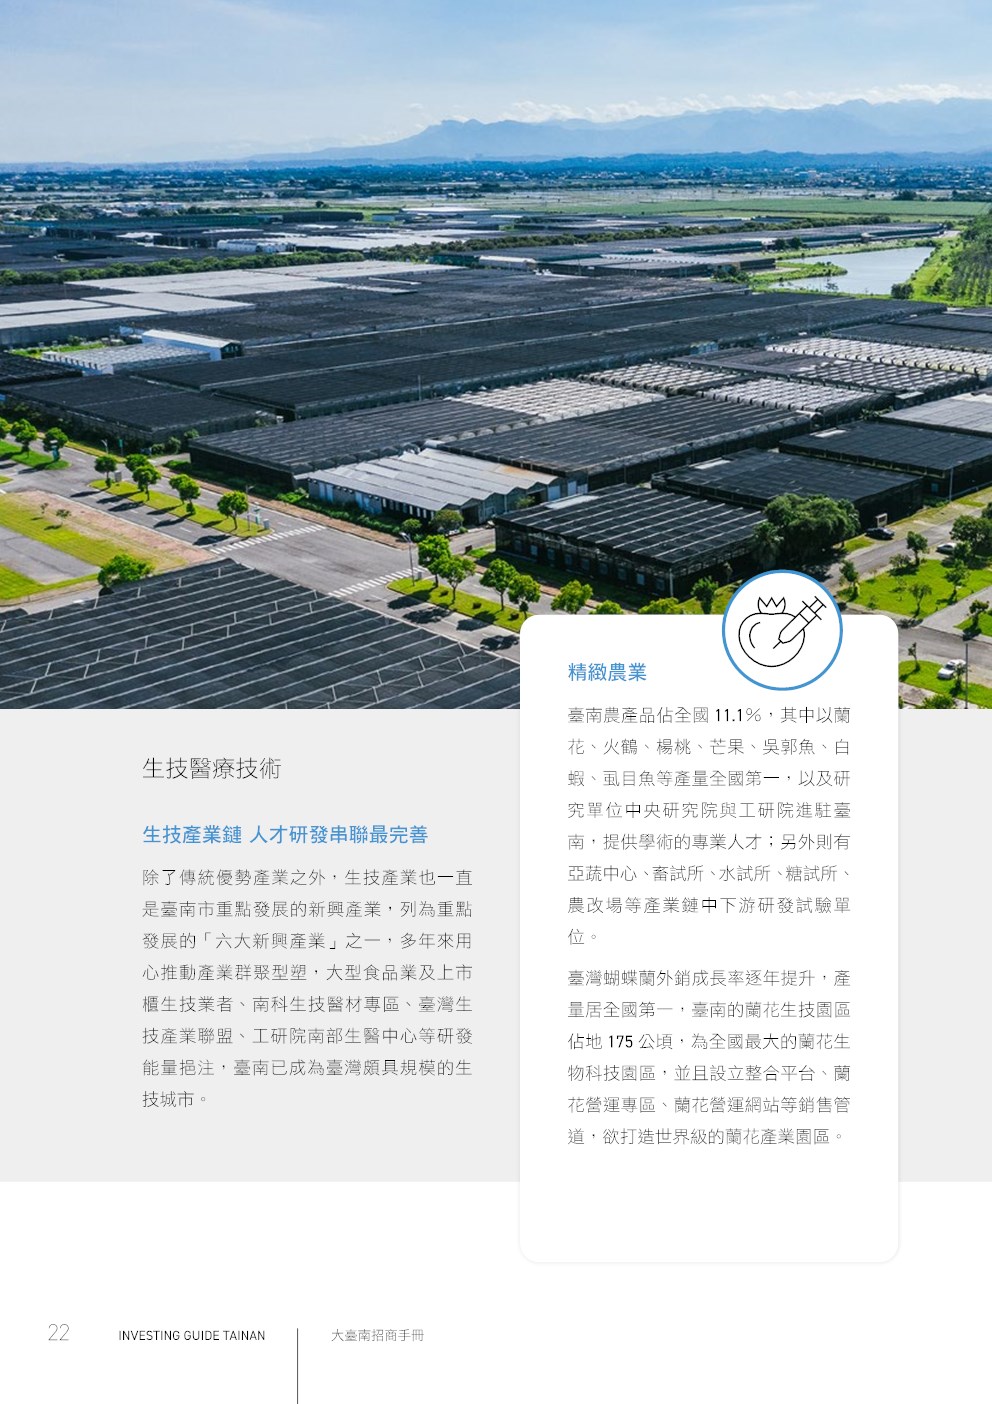 生技醫療技術
生技產業鏈 人才研發串聯最完善
除了傳統優勢產業之外，生技產業也一直
是臺南市重點發展的新興產業，列為重點
發展的「六大新興產業」之一，多年來用
心推動產業群聚型塑，大型食品業及上市
櫃生技業者、南科生技醫材專區、臺灣生
技產業聯盟、工研院南部生醫中心等研發
能量挹注，臺南已成為臺灣頗具規模的生
技城市。
精緻農業
臺南農產品佔全國 11.1%，其中以蘭
花、火鶴、楊桃、芒果、吳郭魚、白
蝦、虱目魚等產量全國第一，以及研
究單位中央研究院與工研院進駐臺
南，提供學術的專業人才；另外則有
亞蔬中心、畜試所、水試所、糖試所、
農改場等產業鏈中下游研發試驗單
位。
臺灣蝴蝶蘭外銷成長率逐年提升，產
量居全國第一，臺南的蘭花生技園區
佔地 175 公頃，為全國最大的蘭花生
物科技園區，並且設立整合平台、蘭
花營運專區、蘭花營運網站等銷售管
道，欲打造世界級的蘭花產業園區。
22
INVESTING GUIDE TAINAN
大臺南招商手冊